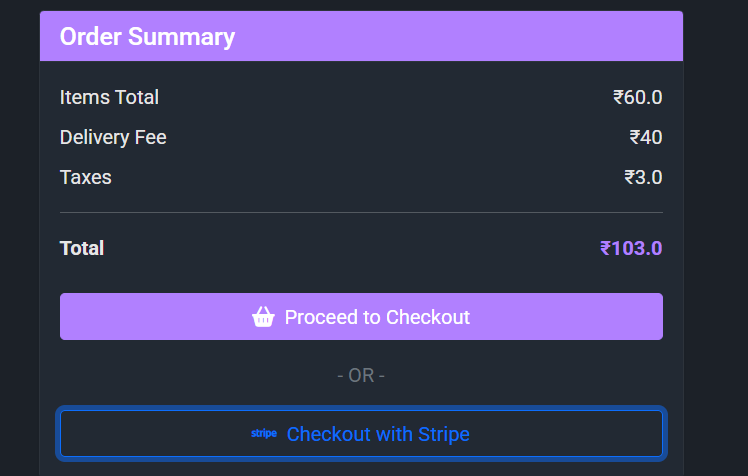 Order Summary
Items Total ₹60.0
Delivery Fee ₹40
Taxes ₹3.0
Total ₹103.0
Proceed to Checkout
- OR -
stripe Checkout with Stripe